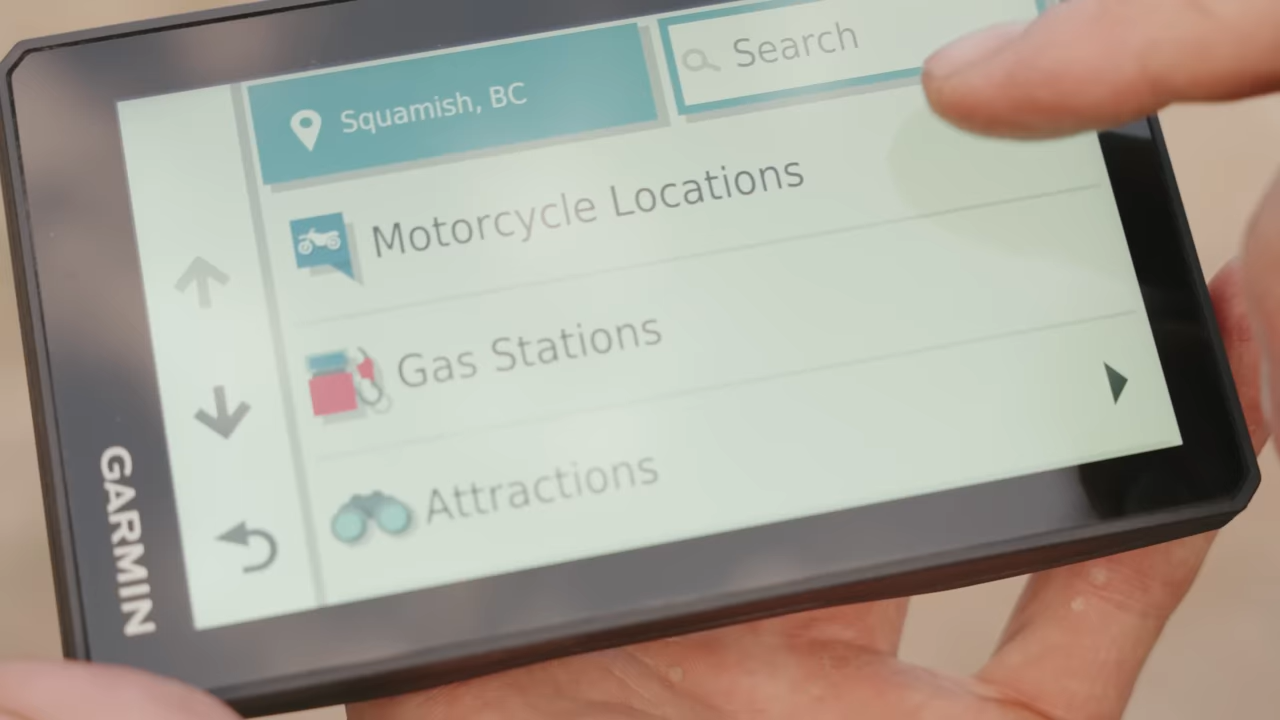 Squamish, BC
Search
Motorcycle Locations
Gas Stations
Attractions
GARMIN